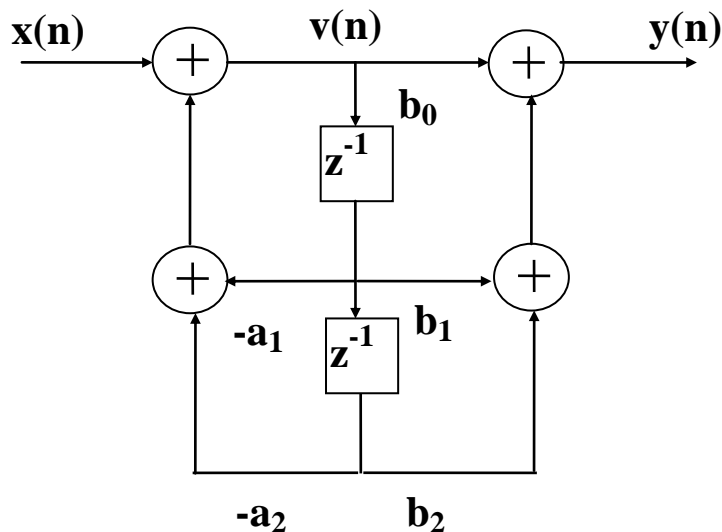 x(n) v(n) y(n)
+ +
b₀
z⁻¹
+ +
-a₁ b₁
z⁻¹
-a₂ b₂